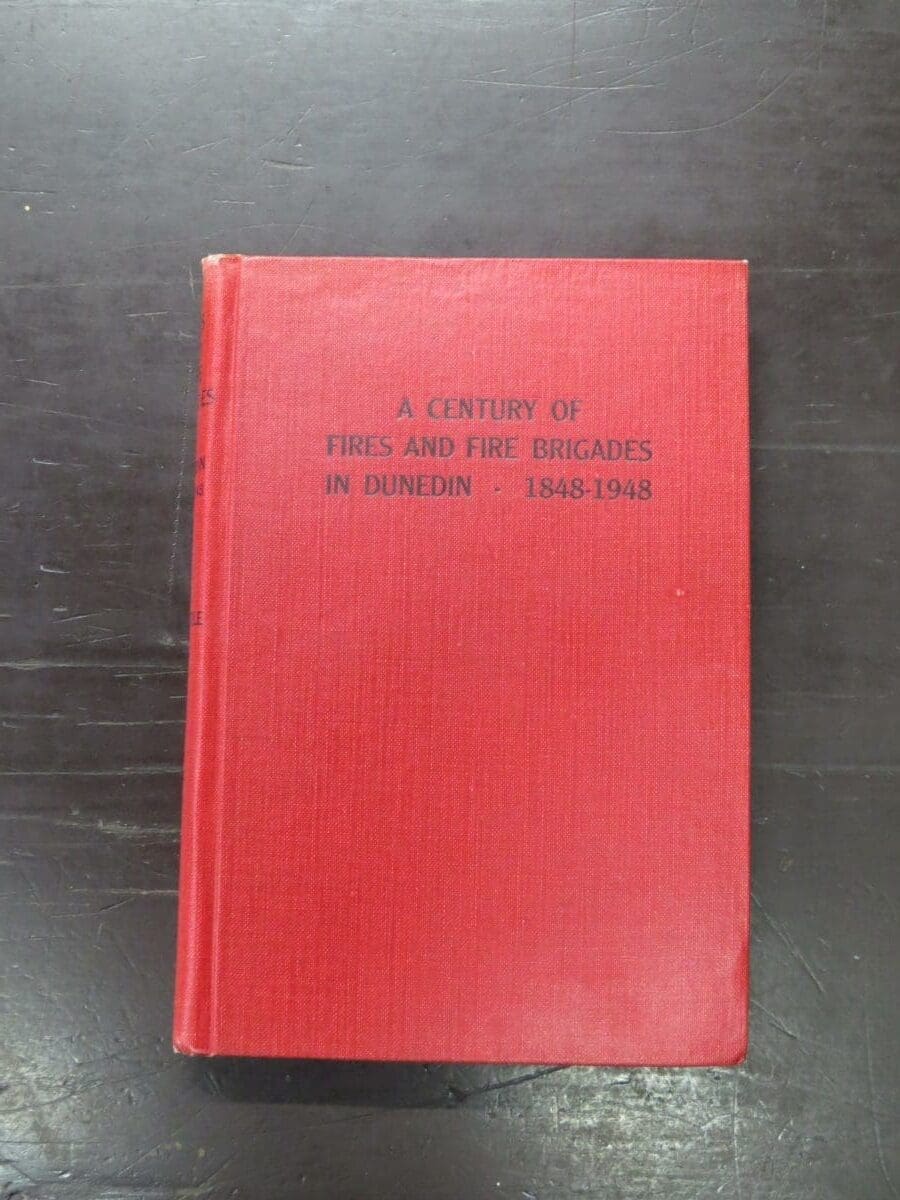 A CENTURY OF
FIRES AND FIRE BRIGADES
IN DUNEDIN · 1848-1948